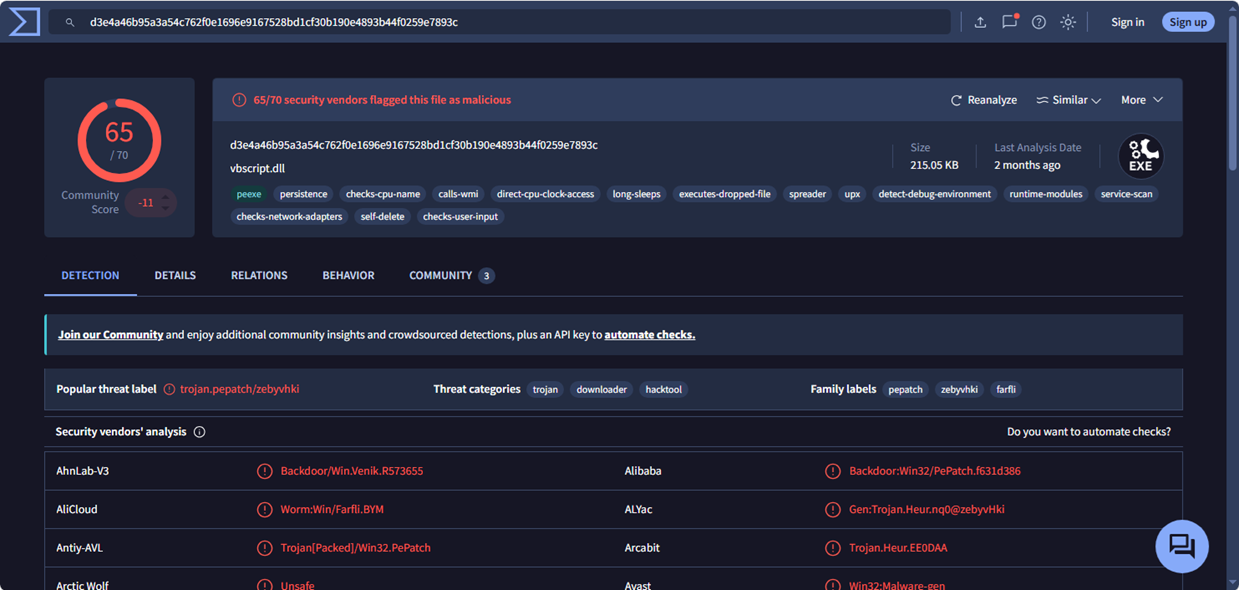 d3e4a46b95a3a54c762f0e1696e9167528bd1cf30b190e4893b44f0259e7893c
Sign in
Sign up
65
/ 70
Community Score
-11
65/70 security vendors flagged this file as malicious
Reanalyze
Similar
More
d3e4a46b95a3a54c762f0e1696e9167528bd1cf30b190e4893b44f0259e7893c
vbscript.dll
Size
215.05 KB
Last Analysis Date
2 months ago
EXE
peexe persistence checks-cpu-name calls-wmi direct-cpu-clock-access long-sleeps executes-dropped-file spreader upx detect-debug-environment runtime-modules service-scan
checks-network-adapters self-delete checks-user-input
DETECTION DETAILS RELATIONS BEHAVIOR COMMUNITY 3
Join our Community and enjoy additional community insights and crowdsourced detections, plus an API key to automate checks.
Popular threat label trojan.pepatch/zebyvhki Threat categories trojan downloader hacktool Family labels pepatch zebyvhki farfli
Security vendors' analysis Do you want to automate checks?
AhnLab-V3 Backdoor/Win.Venik.R573655 Alibaba Backdoor:Win32/PePatch.f631d386
AliCloud Worm:Win/Farfli.BYM ALYac Gen:Trojan.Heur.nq0@zebyvHki
Antiy-AVL Trojan[Packed]/Win32.PePatch Arcabit Trojan.Heur.EE0DAA
Arctic Wolf Unsafe Avast Win32:Malware-gen